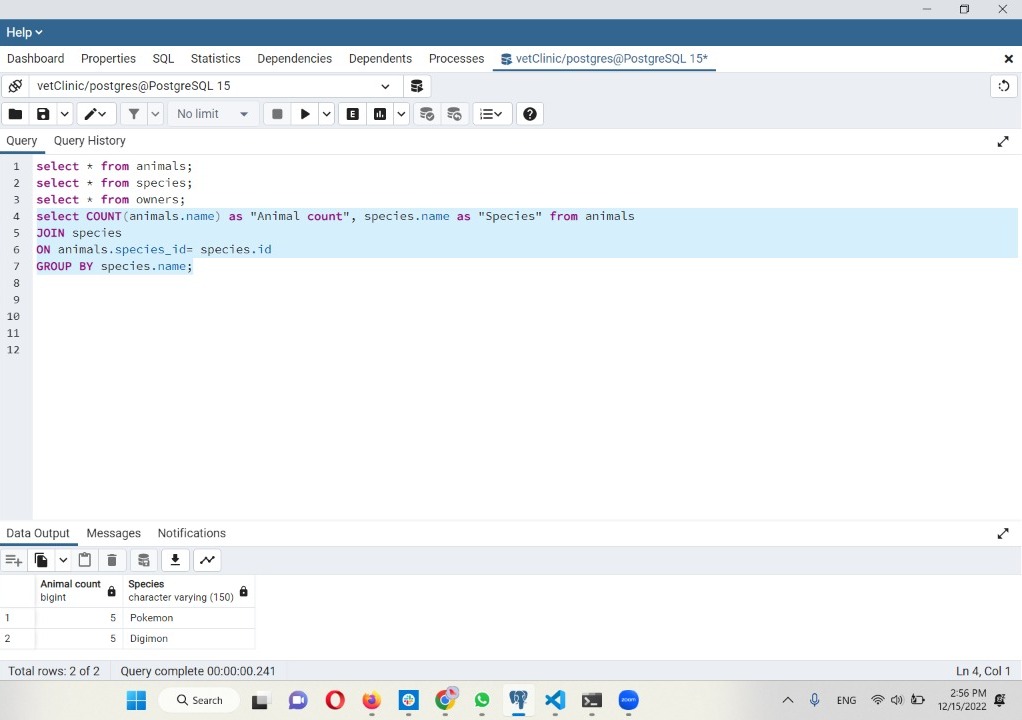 Help
Dashboard Properties SQL Statistics Dependencies Dependents Processes vetClinic/postgres@PostgreSQL 15*
vetClinic/postgres@PostgreSQL 15
No limit
E
Query Query History
1 select * from animals;
2 select * from species;
3 select * from owners;
4 select COUNT(animals.name) as "Animal count", species.name as "Species" from animals
5 JOIN species
6 ON animals.species_id= species.id
7 GROUP BY species.name;
8
9
10
11
12
Data Output Messages Notifications
Animal count Species
bigint character varying (150)
1 5 Pokemon
2 5 Digimon
Total rows: 2 of 2 Query complete 00:00:00.241 Ln 4, Col 1
Search zoom ENG 2:56 PM
12/15/2022